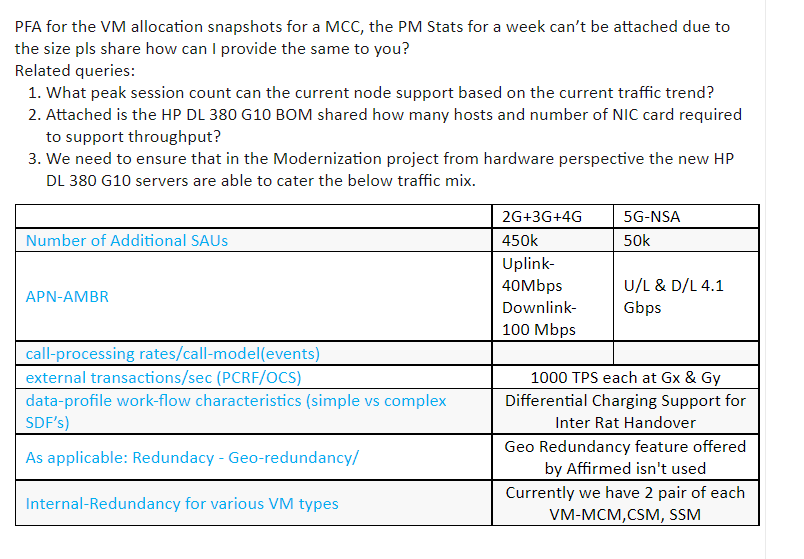 PFA for the VM allocation snapshots for a MCC, the PM Stats for a week can’t be attached due to
the size pls share how can I provide the same to you?
Related queries:
1. What peak session count can the current node support based on the current traffic trend?
2. Attached is the HP DL 380 G10 BOM shared how many hosts and number of NIC card required
to support throughput?
3. We need to ensure that in the Modernization project from hardware perspective the new HP
DL 380 G10 servers are able to cater the below traffic mix.
2G+3G+4G 5G-NSA
Number of Additional SAUs 450k 50k
APN-AMBR
Uplink-
40Mbps
Downlink-
100 Mbps
U/L & D/L 4.1
Gbps
call-processing rates/call-model(events)
external transactions/sec (PCRF/OCS) 1000 TPS each at Gx & Gy
data-profile work-flow characteristics (simple vs complex
SDF’s)
Differential Charging Support for
Inter Rat Handover
As applicable: Redundacy - Geo-redundancy/
Geo Redundancy feature offered
by Affirmed isn't used
Internal-Redundancy for various VM types
Currently we have 2 pair of each
VM-MCM,CSM, SSM